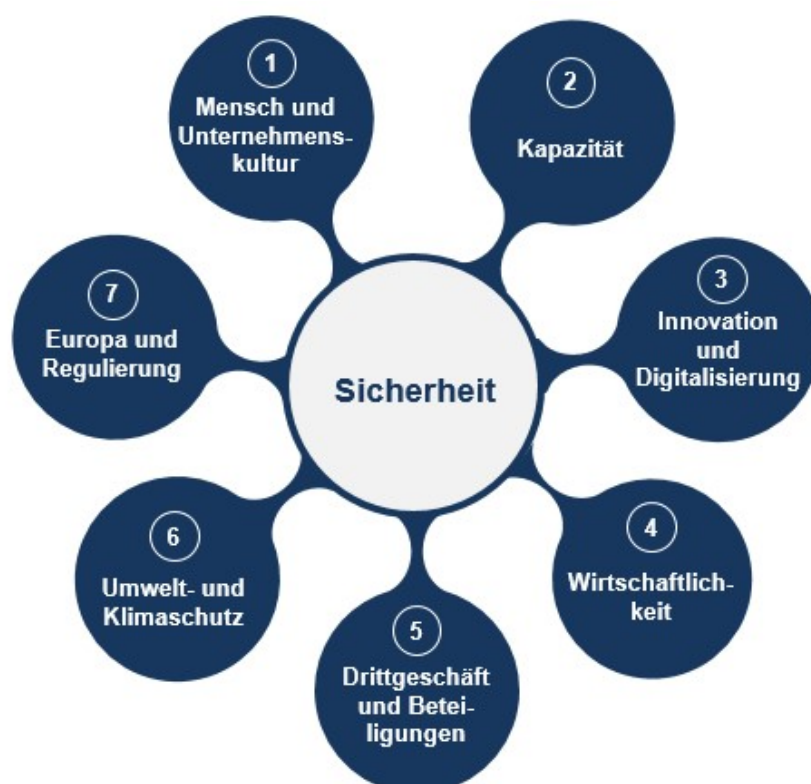 1
Mensch und
Unternehmens-
kultur
2
Kapazität
3
Innovation
und
Digitalisierung
4
Wirtschaftlich-
keit
5
Drittgeschäft
und Betei-
ligungen
6
Umwelt- und
Klimaschutz
7
Europa und
Regulierung
Sicherheit